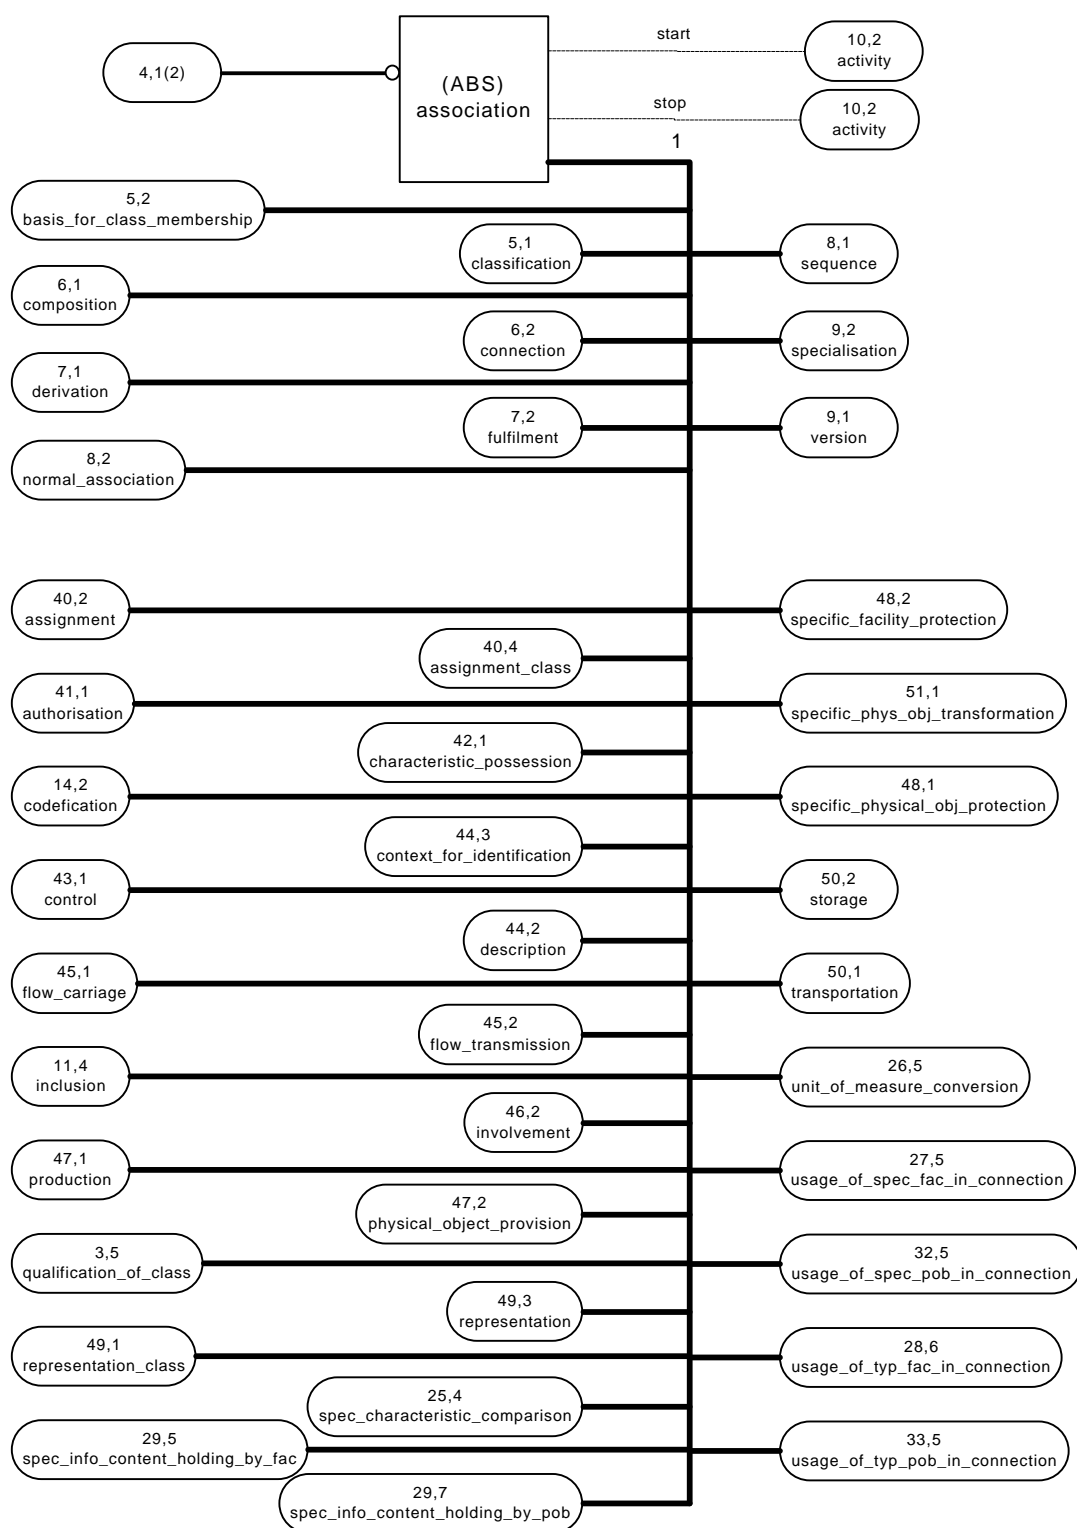 start
10,2
activity
4,1(2)
(ABS)
association
stop
10,2
activity
1
5,2
basis_for_class_membership
5,1
classification
8,1
sequence
6,1
composition
6,2
connection
9,2
specialisation
7,1
derivation
7,2
fulfilment
9,1
version
8,2
normal_association
40,2
assignment
48,2
specific_facility_protection
40,4
assignment_class
41,1
authorisation
51,1
specific_phys_obj_transformation
42,1
characteristic_possession
14,2
codefication
48,1
specific_physical_obj_protection
44,3
context_for_identification
43,1
control
50,2
storage
44,2
description
45,1
flow_carriage
50,1
transportation
45,2
flow_transmission
11,4
inclusion
26,5
unit_of_measure_conversion
46,2
involvement
47,1
production
27,5
usage_of_spec_fac_in_connection
47,2
physical_object_provision
3,5
qualification_of_class
32,5
usage_of_spec_pob_in_connection
49,3
representation
49,1
representation_class
28,6
usage_of_typ_fac_in_connection
25,4
spec_characteristic_comparison
29,5
spec_info_content_holding_by_fac
33,5
usage_of_typ_pob_in_connection
29,7
spec_info_content_holding_by_pob